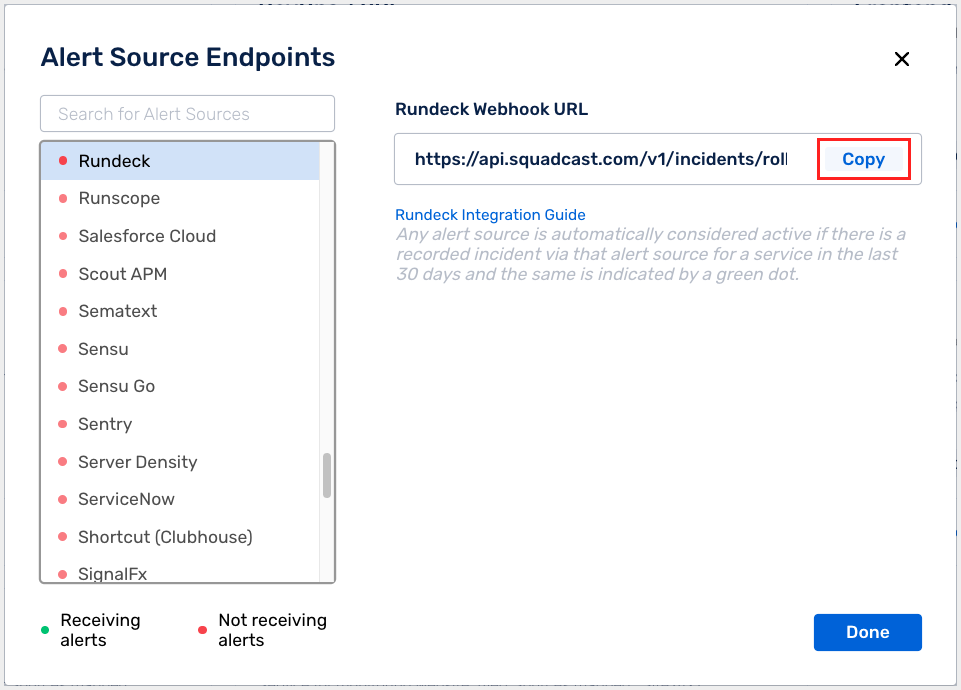 Alert Source Endpoints
Search for Alert Sources
Rundeck
Runscope
Salesforce Cloud
Scout APM
Sematext
Sensu
Sensu Go
Sentry
Server Density
ServiceNow
Shortcut (Clubhouse)
SignalFx
Receiving
alerts
Not receiving
alerts
Rundeck Webhook URL
https://api.squadcast.com/v1/incidents/roll
Copy
Rundeck Integration Guide
Any alert source is automatically considered active if there is a
recorded incident via that alert source for a service in the last
30 days and the same is indicated by a green dot.
Done